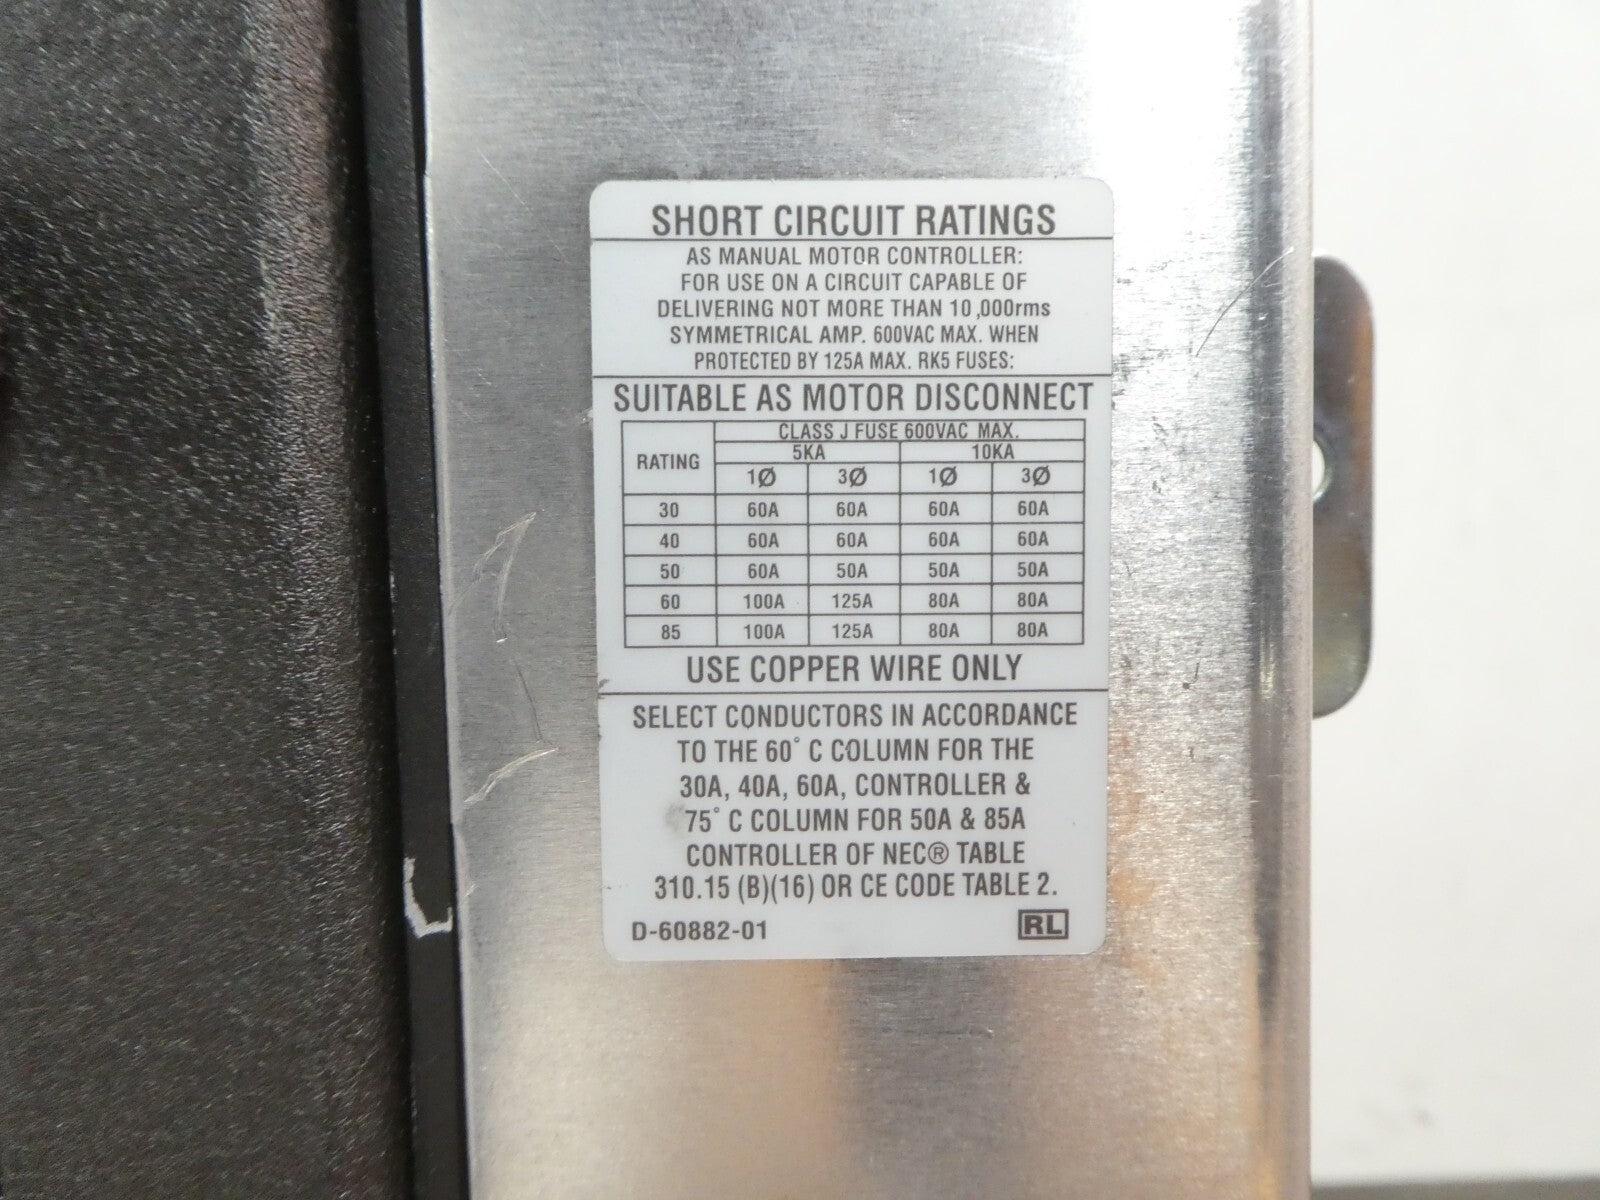 SHORT CIRCUIT RATINGS
AS MANUAL MOTOR CONTROLLER:
FOR USE ON A CIRCUIT CAPABLE OF
DELIVERING NOT MORE THAN 10,000rms
SYMMETRICAL AMP. 600VAC MAX. WHEN
PROTECTED BY 125A MAX. RK5 FUSES:
SUITABLE AS MOTOR DISCONNECT
CLASS J FUSE 600VAC MAX.
RATING 5KA 10KA
1Ø 3Ø 1Ø 3Ø
30 60A 60A 60A 60A
40 60A 60A 60A 60A
50 60A 50A 50A 50A
60 100A 125A 80A 80A
85 100A 125A 80A 80A
USE COPPER WIRE ONLY
SELECT CONDUCTORS IN ACCORDANCE
TO THE 60° C COLUMN FOR THE
30A, 40A, 60A, CONTROLLER &
75° C COLUMN FOR 50A & 85A
CONTROLLER OF NEC® TABLE
310.15 (B)(16) OR CE CODE TABLE 2.
D-60882-01 RL